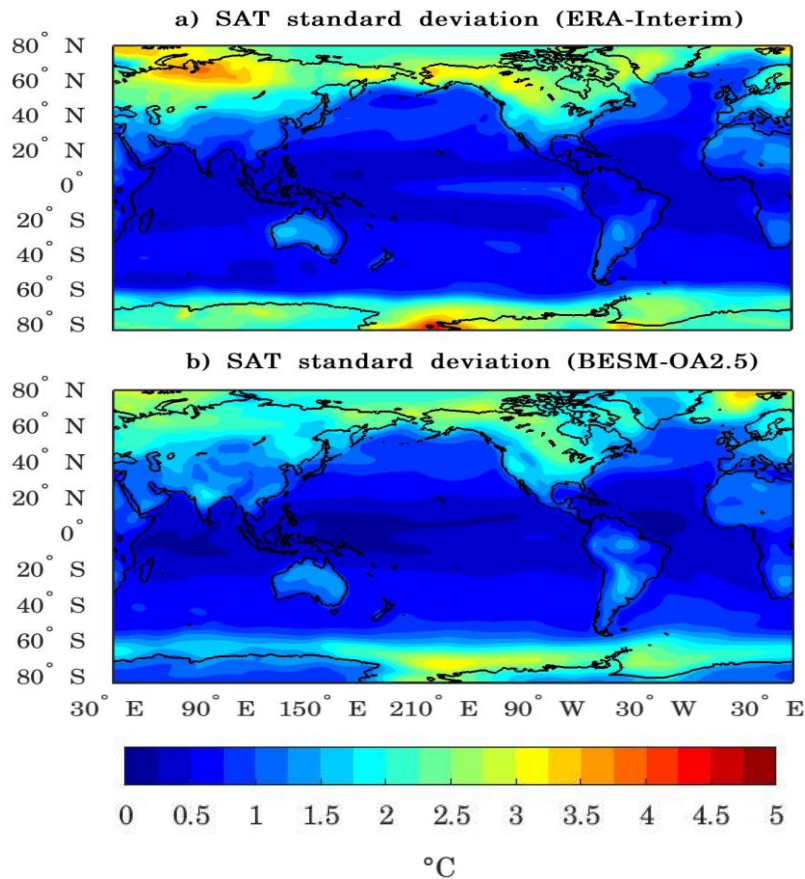 a) SAT standard deviation (ERA-Interim)
80° N
60° N
40° N
20° N
0°
20° S
40° S
60° S
80° S
b) SAT standard deviation (BESM-OA2.5)
80° N
60° N
40° N
20° N
0°
20° S
40° S
60° S
80° S
30° E 90° E 150° E 210° E 90° W 30° W 30° E
0 0.5 1 1.5 2 2.5 3 3.5 4 4.5 5
°C